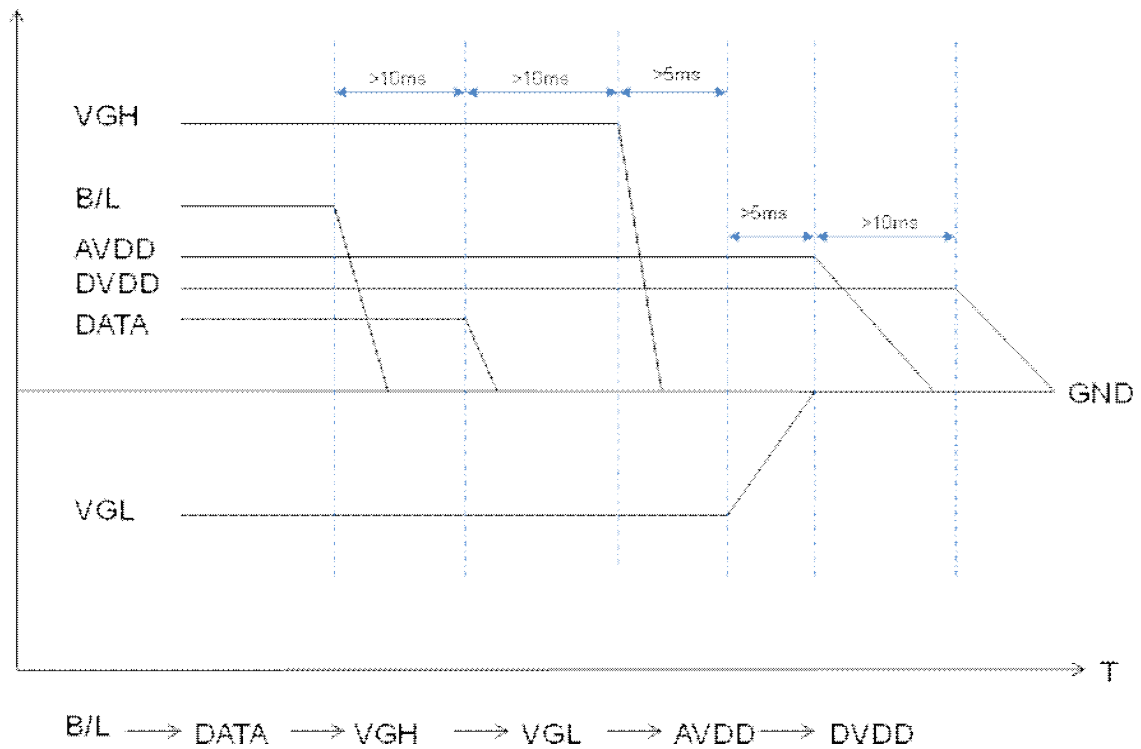 >10ms >10ms >5ms
VGH
B/L
>5ms >10ms
AVDD
DVDD
DATA
GND
VGL
T
B/L → DATA → VGH → VGL → AVDD → DVDD